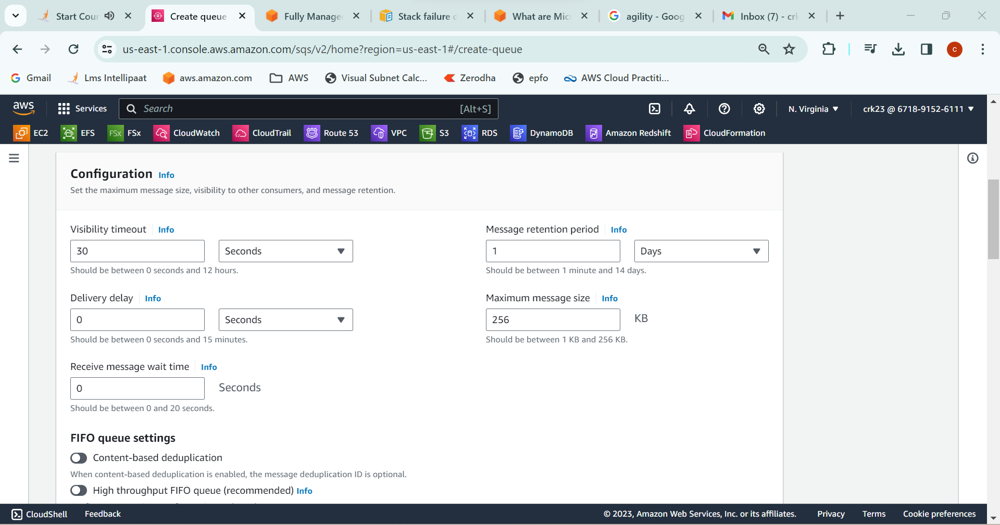 Start Cour
Create queue
Fully Manage
Stack failure o
What are Mic
agility - Goog
Inbox (7) - crk
us-east-1.console.aws.amazon.com/sqs/v2/home?region=us-east-1#/create-queue
C
Gmail
Lms Intellipaat
aws.amazon.com
AWS
Visual Subnet Calc...
Zerodha
epfo
AWS Cloud Practiti...
aws
Services
Search
[Alt+S]
N. Virginia
crk23 @ 6718-9152-6111
EC2
EFS
FSx FSx
CloudWatch
CloudTrail
53 Route 53
VPC
S3
RDS
DynamoDB
Amazon Redshift
CloudFormation
Configuration Info
Set the maximum message size, visibility to other consumers, and message retention.
Visibility timeout Info
30 Seconds
Should be between 0 seconds and 12 hours.
Message retention period Info
1 Days
Should be between 1 minute and 14 days.
Delivery delay Info
0 Seconds
Should be between 0 seconds and 15 minutes.
Maximum message size Info
256 KB
Should be between 1 KB and 256 KB.
Receive message wait time Info
0 Seconds
Should be between 0 and 20 seconds.
FIFO queue settings
Content-based deduplication
When content-based deduplication is enabled, the message deduplication ID is optional.
High throughput FIFO queue (recommended) Info
CloudShell
Feedback
© 2023, Amazon Web Services, Inc. or its affiliates.
Privacy
Terms
Cookie preferences